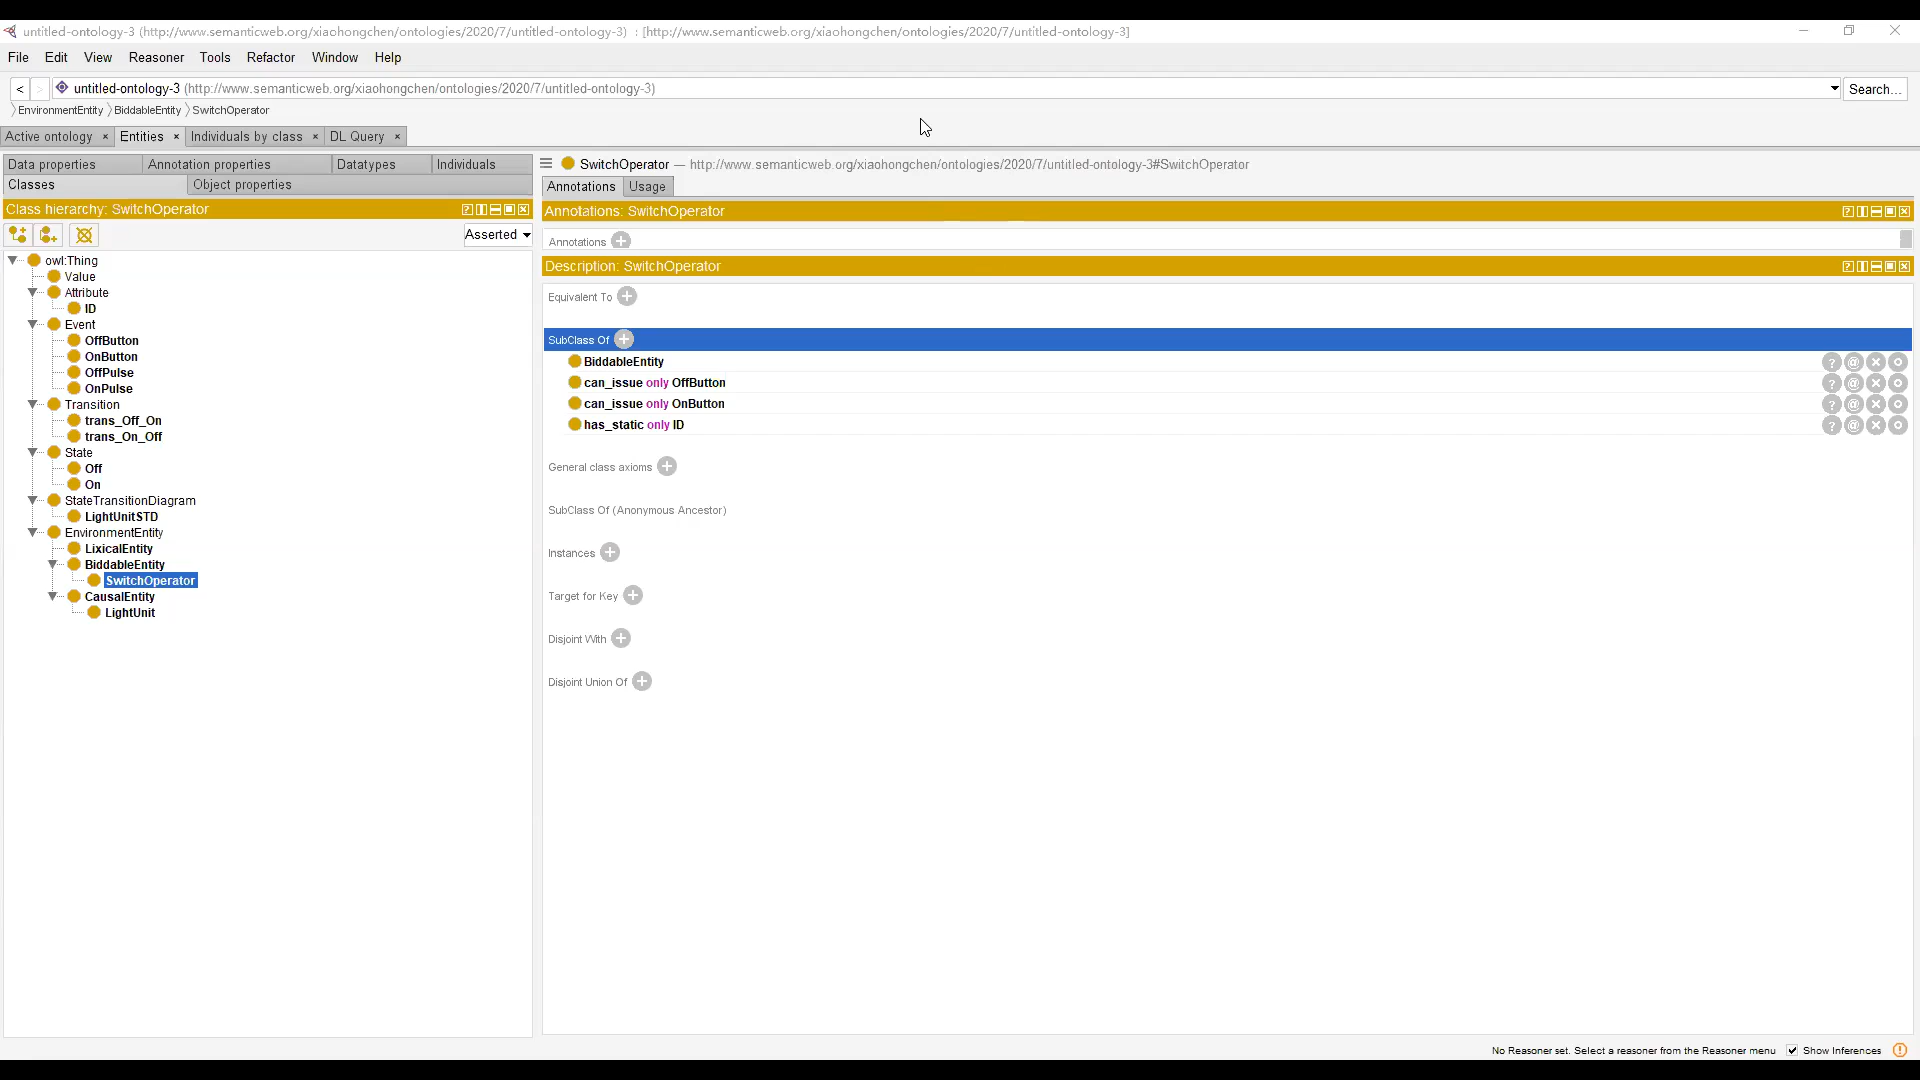 untitled-ontology-3 (http://www.semanticweb.org/xiaohongchen/ontologies/2020/7/untitled-ontology-3) : [http://www.semanticweb.org/xiaohongchen/ontologies/2020/7/untitled-ontology-3]
File Edit View Reasoner Tools Refactor Window Help
< > untitled-ontology-3 (http://www.semanticweb.org/xiaohongchen/ontologies/2020/7/untitled-ontology-3) Search...
EnvironmentEntity BiddableEntity SwitchOperator
Active ontology × Entities × Individuals by class × DL Query ×
Data properties Annotation properties Datatypes Individuals
Classes Object properties
Class hierarchy: SwitchOperator
Asserted
owl:Thing
Value
Attribute
ID
Event
OffButton
OnButton
OffPulse
OnPulse
Transition
trans_Off_On
trans_On_Off
State
Off
On
StateTransitionDiagram
LightUnitSTD
EnvironmentEntity
LixicalEntity
BiddableEntity
SwitchOperator
CausalEntity
LightUnit
SwitchOperator — http://www.semanticweb.org/xiaohongchen/ontologies/2020/7/untitled-ontology-3#SwitchOperator
Annotations Usage
Annotations: SwitchOperator
Annotations
Description: SwitchOperator
Equivalent To
SubClass Of
BiddableEntity
can_issue only OffButton
can_issue only OnButton
has_static only ID
General class axioms
SubClass Of (Anonymous Ancestor)
Instances
Target for Key
Disjoint With
Disjoint Union Of
No Reasoner set. Select a reasoner from the Reasoner menu Show Inferences